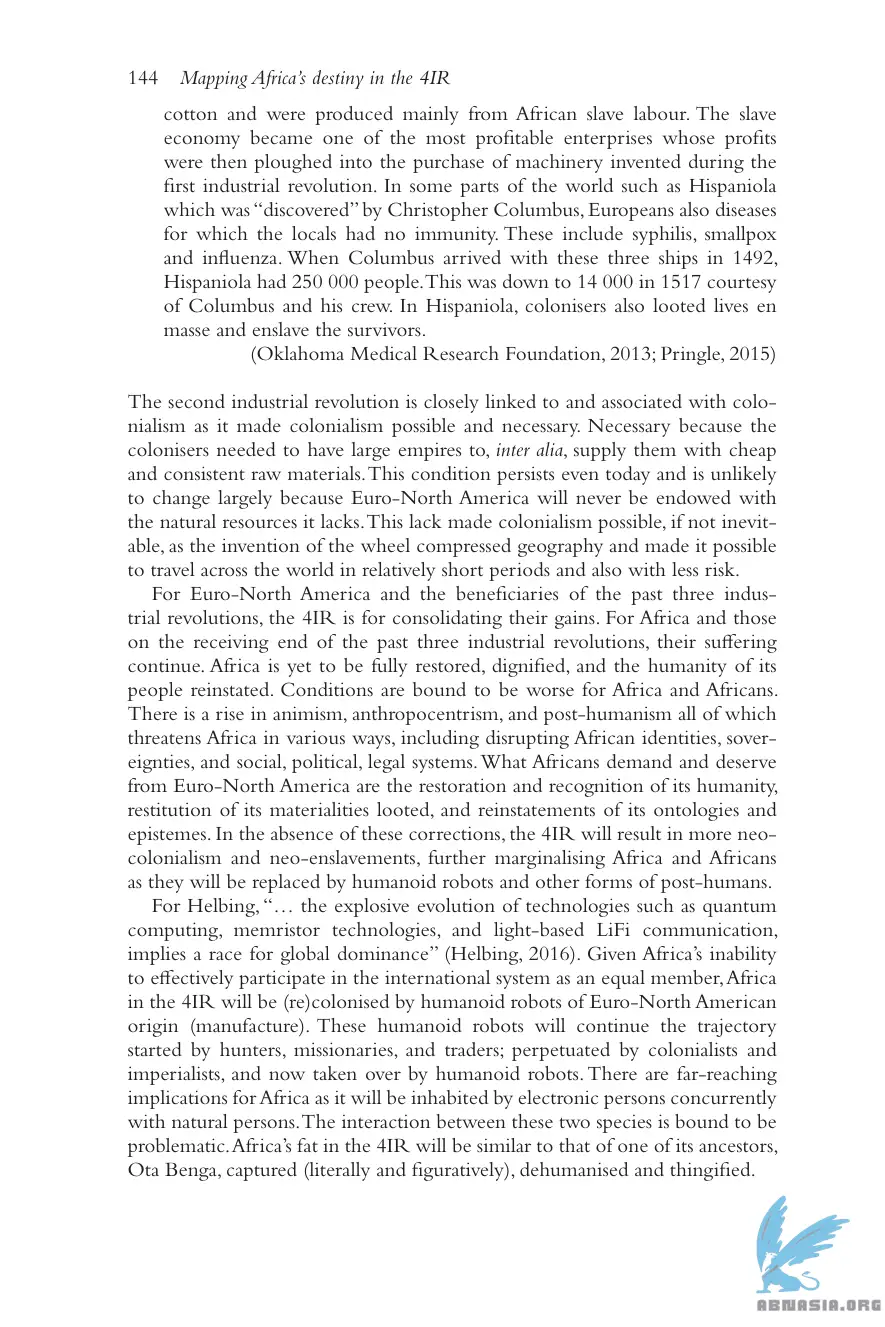 144 Mapping Africa's destiny in the 4IR
cotton and were produced mainly from African slave labour. The slave
economy became one of the most profitable enterprises whose profits
were then ploughed into the purchase of machinery invented during the
first industrial revolution. In some parts of the world such as Hispaniola
which was “discovered” by Christopher Columbus, Europeans also diseases
for which the locals had no immunity. These include syphilis, smallpox
and influenza. When Columbus arrived with these three ships in 1492,
Hispaniola had 250 000 people. This was down to 14 000 in 1517 courtesy
of Columbus and his crew. In Hispaniola, colonisers also looted lives en
masse and enslave the survivors.
(Oklahoma Medical Research Foundation, 2013; Pringle, 2015)
The second industrial revolution is closely linked to and associated with colo-
nialism as it made colonialism possible and necessary. Necessary because the
colonisers needed to have large empires to, inter alia, supply them with cheap
and consistent raw materials. This condition persists even today and is unlikely
to change largely because Euro-North America will never be endowed with
the natural resources it lacks. This lack made colonialism possible, if not inevit-
able, as the invention of the wheel compressed geography and made it possible
to travel across the world in relatively short periods and also with less risk.
For Euro-North America and the beneficiaries of the past three indus-
trial revolutions, the 4IR is for consolidating their gains. For Africa and those
on the receiving end of the past three industrial revolutions, their suffering
continue. Africa is yet to be fully restored, dignified, and the humanity of its
people reinstated. Conditions are bound to be worse for Africa and Africans.
There is a rise in animism, anthropocentrism, and post-humanism all of which
threatens Africa in various ways, including disrupting African identities, sover-
eignties, and social, political, legal systems. What Africans demand and deserve
from Euro-North America are the restoration and recognition of its humanity,
restitution of its materialities looted, and reinstatements of its ontologies and
epistemes. In the absence of these corrections, the 4IR will result in more neo-
colonialism and neo-enslavements, further marginalising Africa and Africans
as they will be replaced by humanoid robots and other forms of post-humans.
For Helbing, “… the explosive evolution of technologies such as quantum
computing, memristor technologies, and light-based LiFi communication,
implies a race for global dominance” (Helbing, 2016). Given Africa's inability
to effectively participate in the international system as an equal member, Africa
in the 4IR will be (re)colonised by humanoid robots of Euro-North American
origin (manufacture). These humanoid robots will continue the trajectory
started by hunters, missionaries, and traders; perpetuated by colonialists and
imperialists, and now taken over by humanoid robots. There are far-reaching
implications for Africa as it will be inhabited by electronic persons concurrently
with natural persons. The interaction between these two species is bound to be
problematic. Africa's fat in the 4IR will be similar to that of one of its ancestors,
Ota Benga, captured (literally and figuratively), dehumanised and thingified.
ABNASIA.ORG